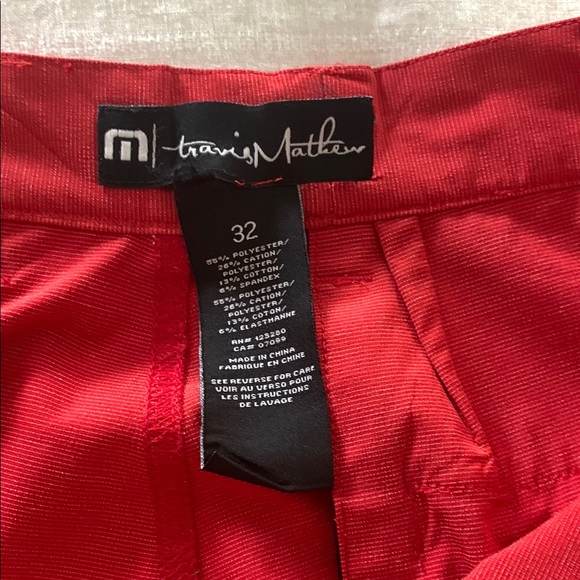 m travisMathew
32
55% POLYESTER/
26% CATION/
POLYESTER/
13% COTTON/
6% SPANDEX
55% POLYESTER/
26% CATION/
POLYESTER/
13% COTON/
6% ELASTHANNE
RN# 125280
CA# 07099
MADE IN CHINA
FABRIQUE EN CHINE
SEE REVERSE FOR CARE
VOIR AU VERSO POUR
LES INSTRUCTIONS
DE LAVAGE